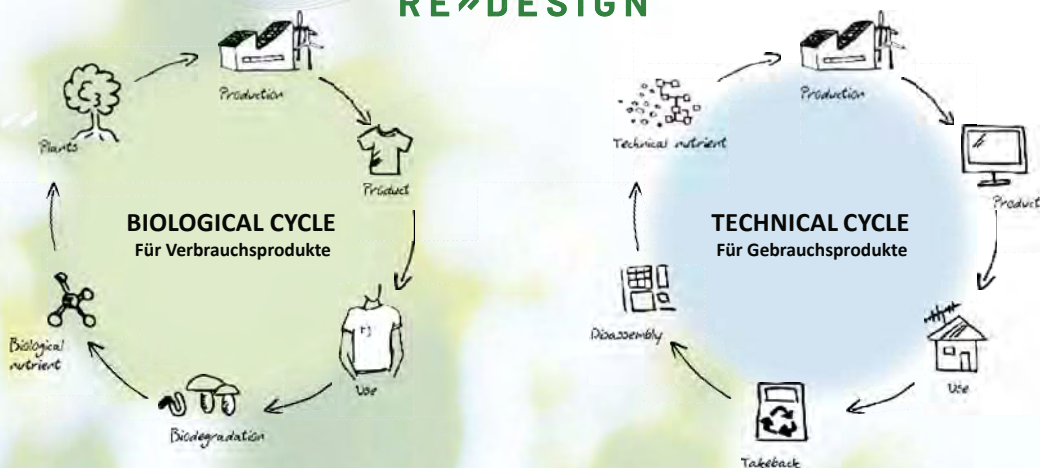 RE»DESIGN
Production
Plants
Product
BIOLOGICAL CYCLE
Für Verbrauchsprodukte
Biological
nutrient
Use
Biodegradation
Production
Technical nutrient
Product
TECHNICAL CYCLE
Für Gebrauchsprodukte
Disassembly
Use
Takeback